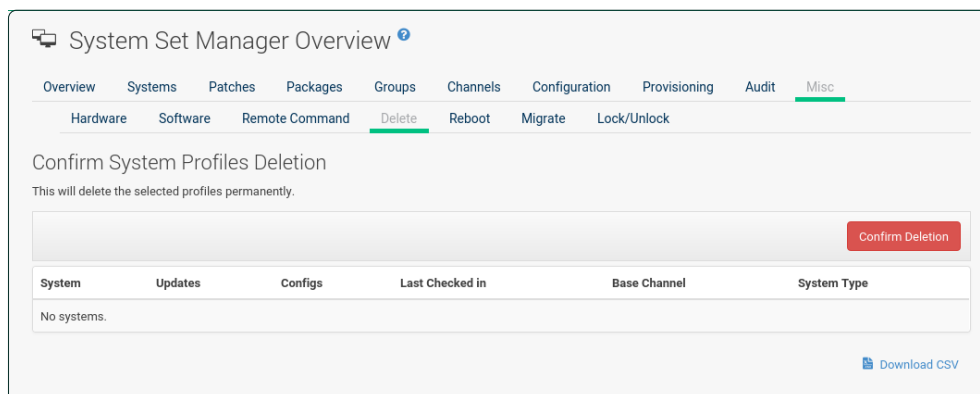 System Set Manager Overview ?
Overview Systems Patches Packages Groups Channels Configuration Provisioning Audit Misc
Hardware Software Remote Command Delete Reboot Migrate Lock/Unlock
Confirm System Profiles Deletion
This will delete the selected profiles permanently.
Confirm Deletion
System Updates Configs Last Checked in Base Channel System Type
No systems.
Download CSV